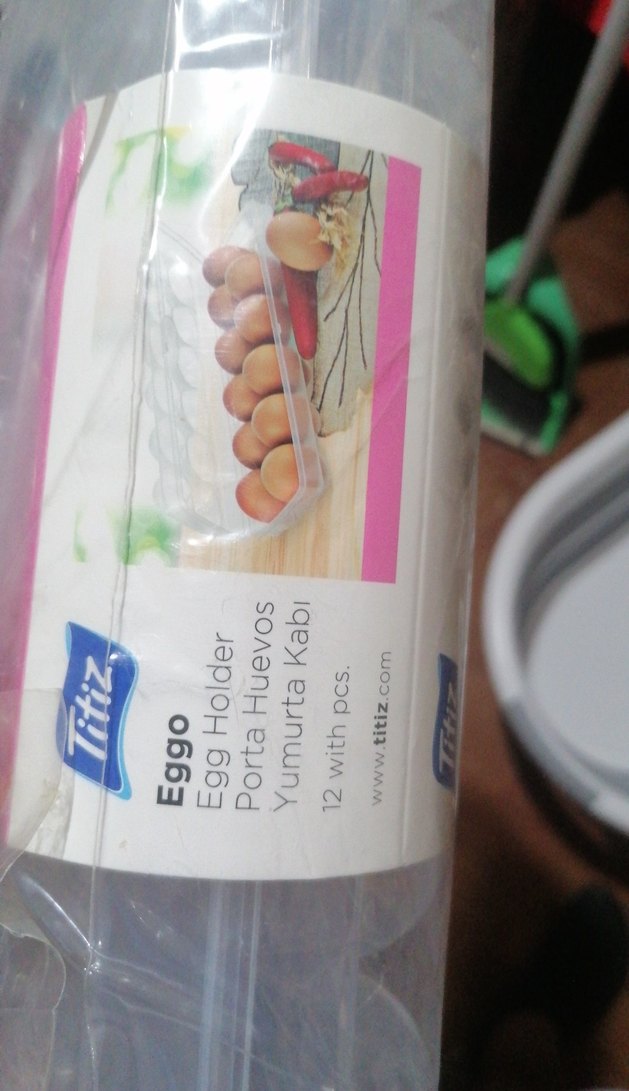 Titiz
Eggo
Egg Holder
Porta Huevos
Yumurta Kabı
12 with pcs.
www.titiz.com
Titiz